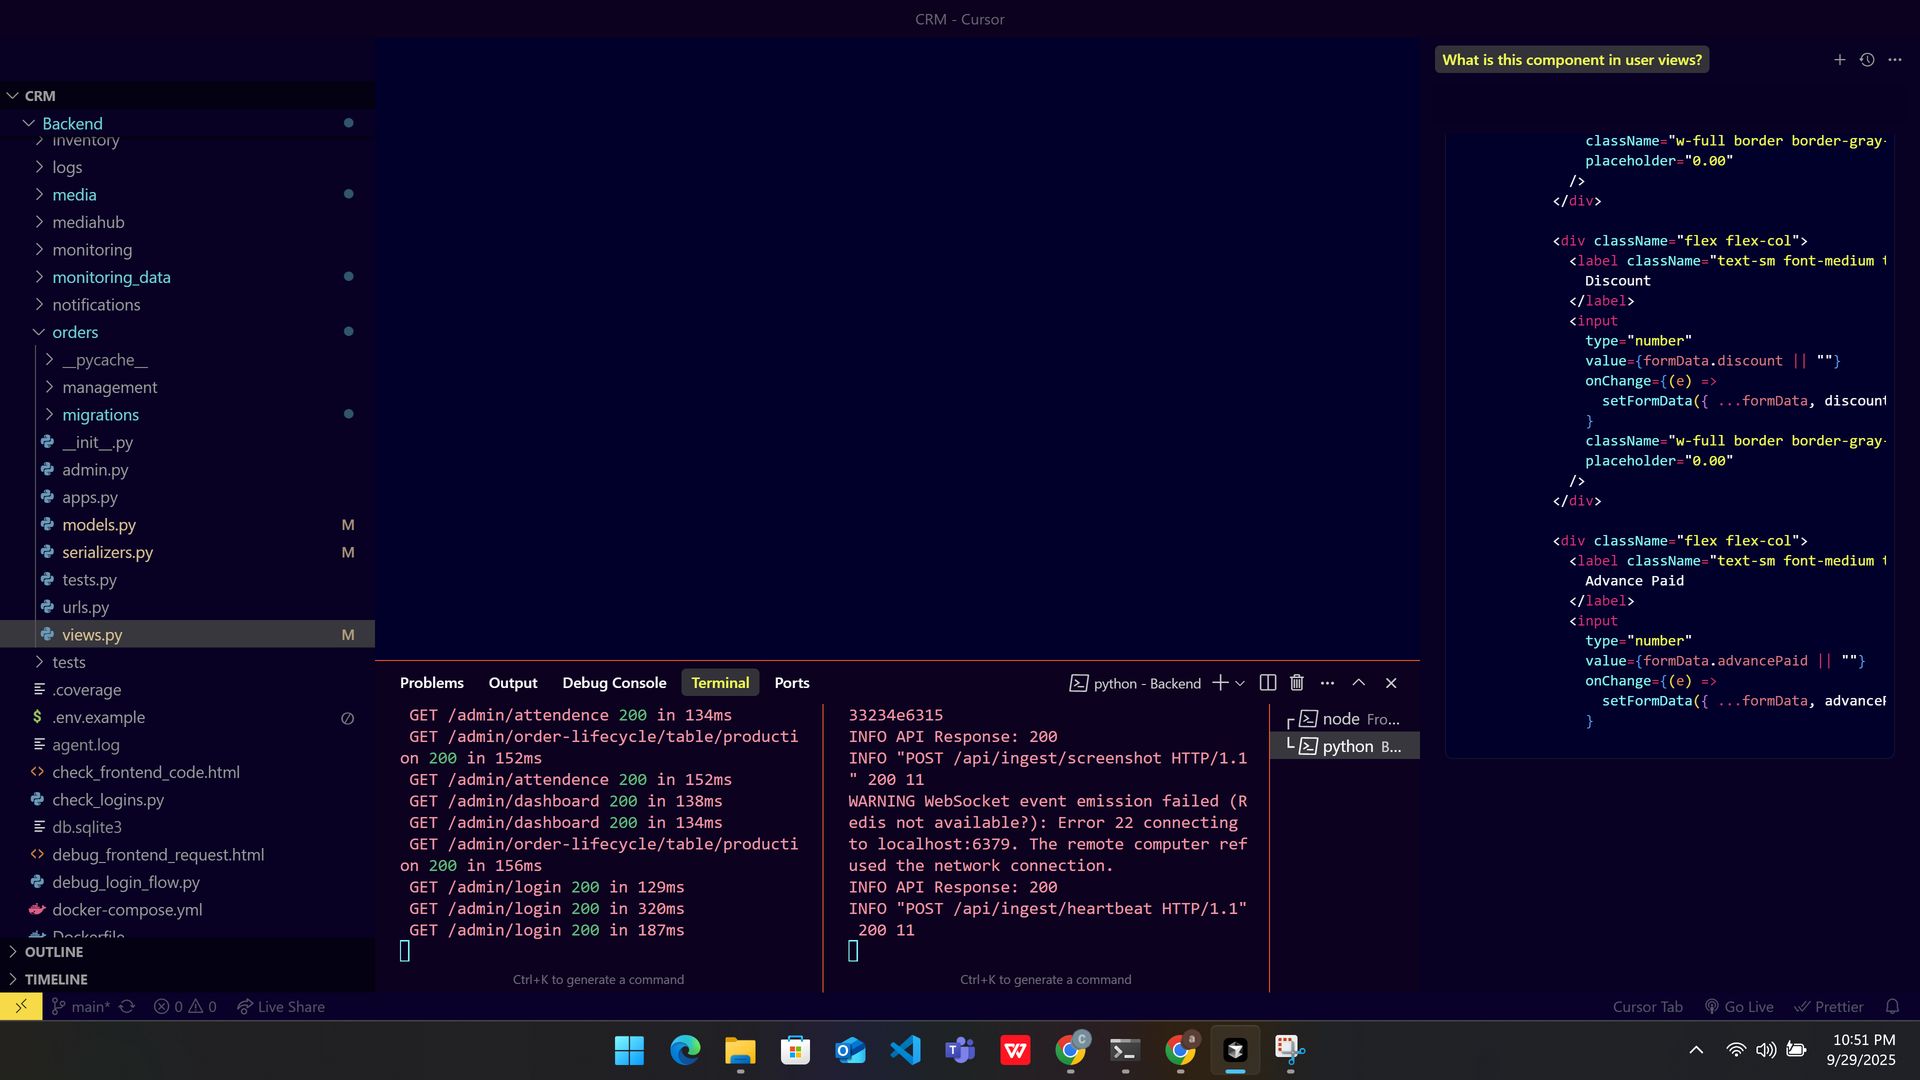 CRM - Cursor
CRM
Backend
inventory
logs
media
mediahub
monitoring
monitoring_data
notifications
orders
__pycache__
management
migrations
__init__.py
admin.py
apps.py
models.py M
serializers.py M
tests.py
urls.py
views.py M
tests
.coverage
.env.example
agent.log
check_frontend_code.html
check_logins.py
db.sqlite3
debug_frontend_request.html
debug_login_flow.py
docker-compose.yml
Dockerfile
OUTLINE
TIMELINE
Problems Output Debug Console Terminal Ports
python - Backend
GET /admin/attendence 200 in 134ms
GET /admin/order-lifecycle/table/producti
on 200 in 152ms
GET /admin/attendence 200 in 152ms
GET /admin/dashboard 200 in 138ms
GET /admin/dashboard 200 in 134ms
GET /admin/order-lifecycle/table/producti
on 200 in 156ms
GET /admin/login 200 in 129ms
GET /admin/login 200 in 320ms
GET /admin/login 200 in 187ms
Ctrl+K to generate a command
33234e6315
INFO API Response: 200
INFO "POST /api/ingest/screenshot HTTP/1.1
" 200 11
WARNING WebSocket event emission failed (R
edis not available?): Error 22 connecting
to localhost:6379. The remote computer ref
used the network connection.
INFO API Response: 200
INFO "POST /api/ingest/heartbeat HTTP/1.1"
200 11
Ctrl+K to generate a command
node Fro...
python B...
What is this component in user views?
className="w-full border border-gray-
placeholder="0.00"
/>
</div>
<div className="flex flex-col">
<label className="text-sm font-medium t
Discount
</label>
<input
type="number"
value={formData.discount || ""}
onChange={(e) =>
setFormData({ ...formData, discount
}
className="w-full border border-gray-
placeholder="0.00"
/>
</div>
<div className="flex flex-col">
<label className="text-sm font-medium t
Advance Paid
</label>
<input
type="number"
value={formData.advancePaid || ""}
onChange={(e) =>
setFormData({ ...formData, advanceP
}
main* 0 0 Live Share
Cursor Tab Go Live Prettier
10:51 PM
9/29/2025